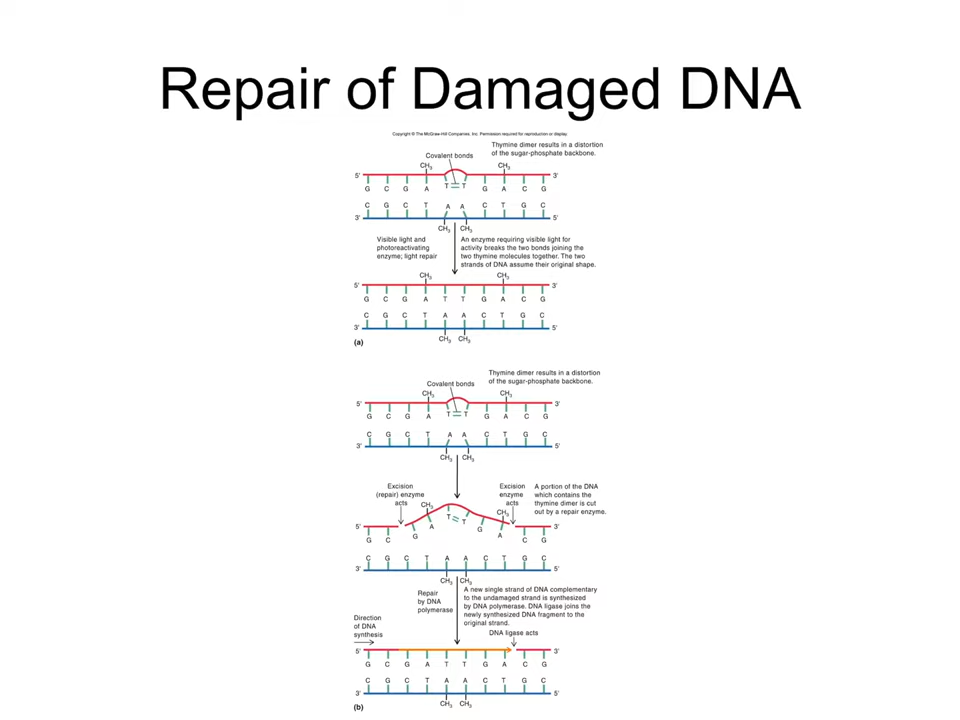 Repair of Damaged DNA
Copyright © The McGraw-Hill Companies, Inc. Permission required for reproduction or display.
Thymine dimer results in a distortion
of the sugar-phosphate backbone.
Covalent bonds
CH3 CH3
5' 3'
G C G A T T G A C G
C G C T A A C T G C
3' 5'
CH3 CH3
Visible light and
photoreactivating
enzyme; light repair
An enzyme requiring visible light for
activity breaks the two bonds joining the
two thymine molecules together. The two
strands of DNA assume their original shape.
CH3 CH3
5' 3'
G C G A T T G A C G
C G C T A A C T G C
3' 5'
CH3 CH3
(a)
Thymine dimer results in a distortion
of the sugar-phosphate backbone.
Covalent bonds
CH3 CH3
5' 3'
G C G A T T G A C G
C G C T A A C T G C
3' 5'
CH3 CH3
Excision
(repair) enzyme
acts
Excision
enzyme
acts
A portion of the DNA
which contains the
thymine dimer is cut
out by a repair enzyme.
CH3 CH3
5' 3'
G C G A T T G A C G
C G C T A A C T G C
3' 5'
CH3 CH3
Repair
by DNA
polymerase
A new single strand of DNA complementary
to the undamaged strand is synthesized
by DNA polymerase. DNA ligase joins the
newly synthesized DNA fragment to the
original strand.
Direction
of DNA
synthesis
DNA ligase acts
5' 3'
G C G A T T G A C G
C G C T A A C T G C
3' 5'
CH3 CH3
(b)